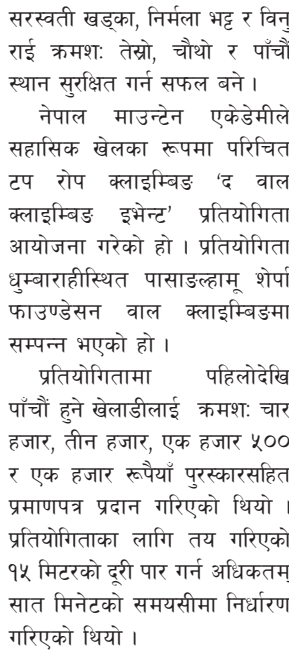 सरस्वती खड्का, निर्मला भट्ट र विनु
राई क्रमशः तेस्रो, चौथो र पाँचौं
स्थान सुरक्षित गर्न सफल बने ।
नेपाल माउन्टेन एकेडेमीले
सहासिक खेलका रूपमा परिचित
टप रोप क्लाइम्बिङ ‘द वाल
क्लाइम्बिङ इभेन्ट’ प्रतियोगिता
आयोजना गरेको हो । प्रतियोगिता
धुम्बाराहीस्थित पासाङल्हामू शेर्पा
फाउण्डेसन वाल क्लाइम्बिङमा
सम्पन्न भएको हो ।
प्रतियोगितामा पहिलोदेखि
पाँचौं हुने खेलाडीलाई क्रमशः चार
हजार, तीन हजार, एक हजार ५००
र एक हजार रूपैयाँ पुरस्कारसहित
प्रमाणपत्र प्रदान गरिएको थियो ।
प्रतियोगिताका लागि तय गरिएको
१५ मिटरको दूरी पार गर्न अधिकतम्
सात मिनेटको समयसीमा निर्धारण
गरिएको थियो ।